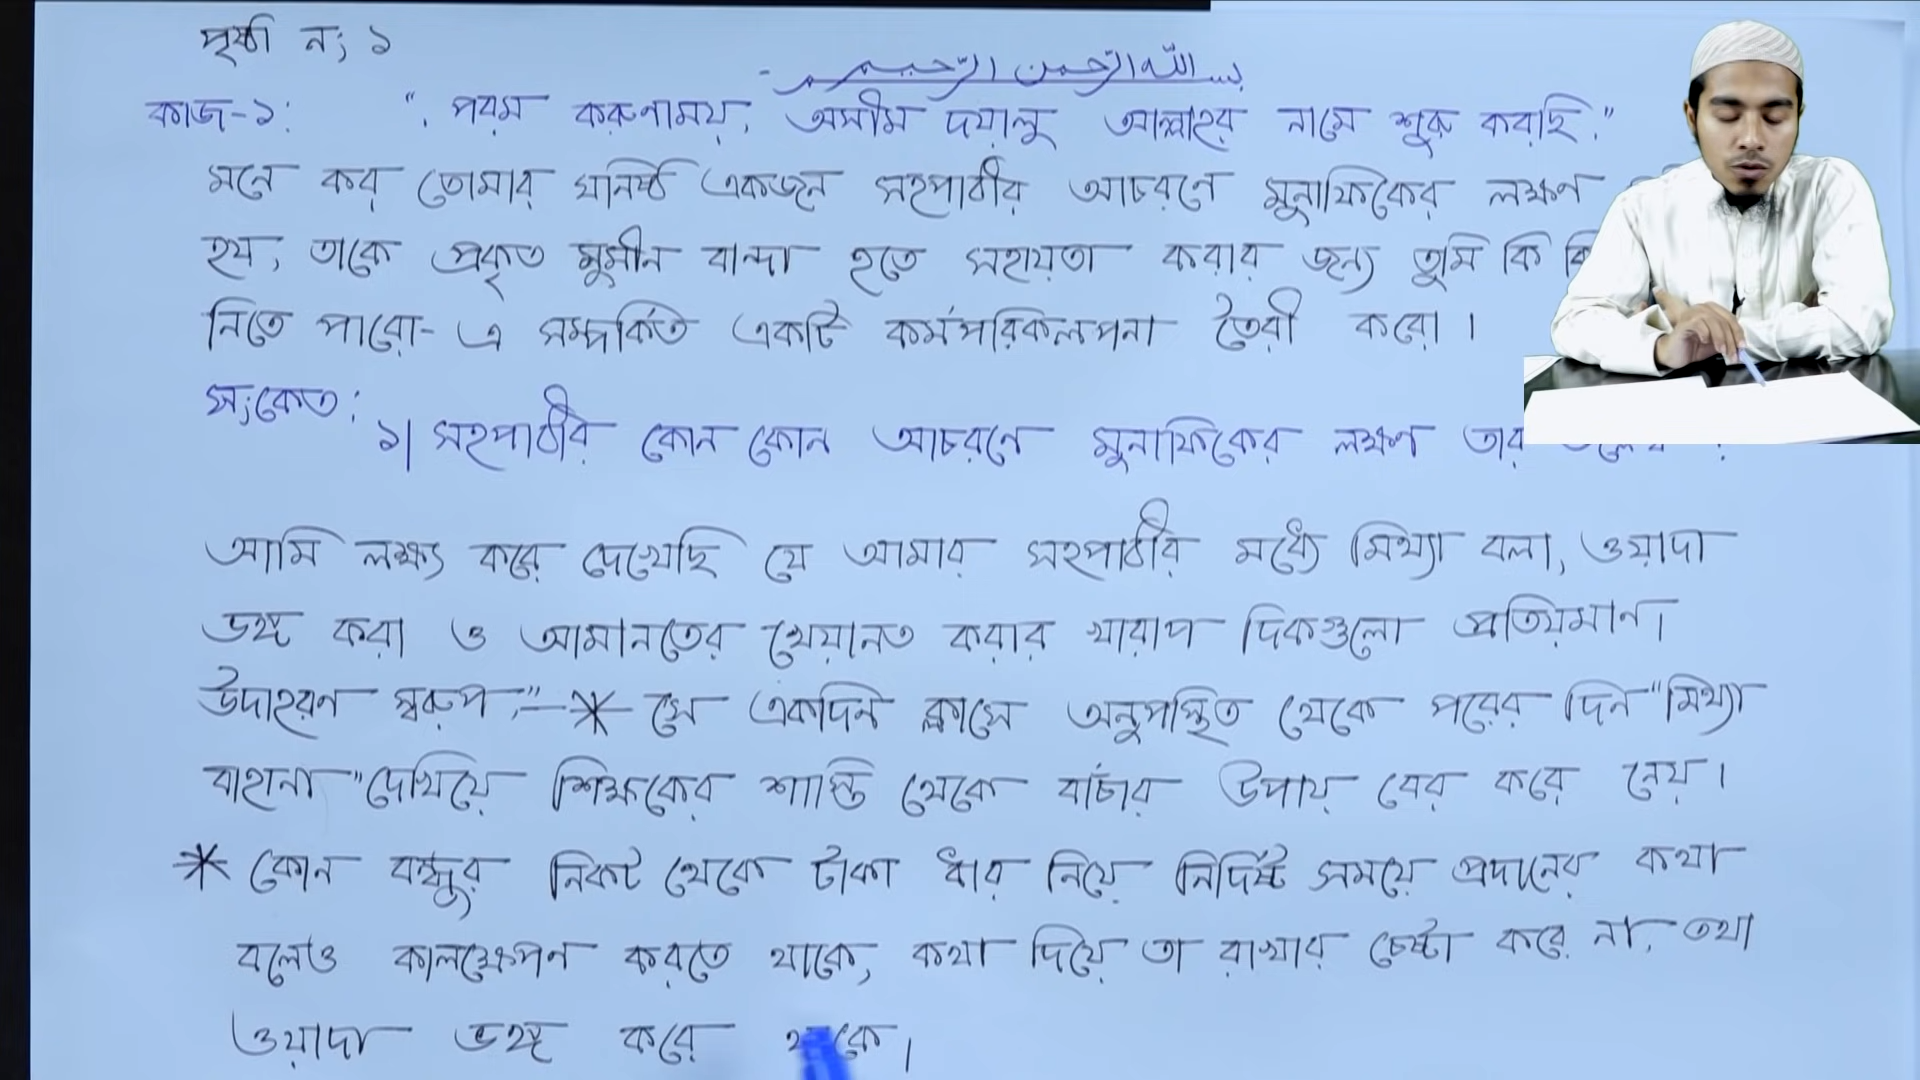 পৃষ্ঠা নং ১
بسم الله الرحمن الرحيم
কাজ-১: "পরম করুণাময়, অসীম দয়ালু আল্লাহর নামে শুরু করছি."
মনে কর তোমার ঘনিষ্ঠ একজন সহপাঠীর আচরণে মুনাফিকের লক্ষণ
হয়, তাকে প্রকৃত মুমীন বান্দা হতে সহায়তা করার জন্য তুমি কি
নিতে পারো- এ সম্পর্কিত একটি কর্মপরিকল্পনা তৈরী করো।
সংকেত:
১| সহপাঠীর কোন কোন আচরণে মুনাফিকের লক্ষণ তার
আমি লক্ষ্য করে দেখেছি যে আমার সহপাঠীর মধ্যে মিথ্যা বলা, ওয়াদা
ভঙ্গ করা ও আমানতের খেয়ানত করার খারাপ দিকগুলো প্রতিয়মান।
উদাহরণ স্বরুপ:"- * সে একদিন ক্লাসে অনুপস্থিত থেকে পরের দিন "মিথ্যা
বাহানা" দেখিয়ে শিক্ষকের শাস্তি থেকে বাঁচার উপায় বের করে নেয়।
* কোন বন্ধুর নিকট থেকে টাকা ধার নিয়ে নির্দিষ্ট সময়ে প্রদানের কথা
বলেও কালক্ষেপন করতে থাকে, কথা দিয়ে তা রাখার চেষ্টা করে না. তথা
ওয়াদা ভঙ্গ করে থাকে।